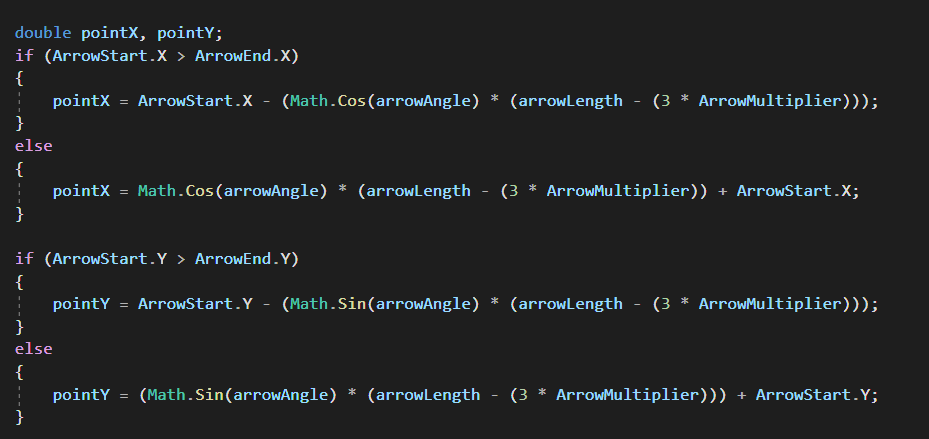 double pointX, pointY;
if (ArrowStart.X > ArrowEnd.X)
{
    pointX = ArrowStart.X - (Math.Cos(arrowAngle) * (arrowLength - (3 * ArrowMultiplier)));
}
else
{
    pointX = Math.Cos(arrowAngle) * (arrowLength - (3 * ArrowMultiplier)) + ArrowStart.X;
}

if (ArrowStart.Y > ArrowEnd.Y)
{
    pointY = ArrowStart.Y - (Math.Sin(arrowAngle) * (arrowLength - (3 * ArrowMultiplier)));
}
else
{
    pointY = (Math.Sin(arrowAngle) * (arrowLength - (3 * ArrowMultiplier))) + ArrowStart.Y;
}